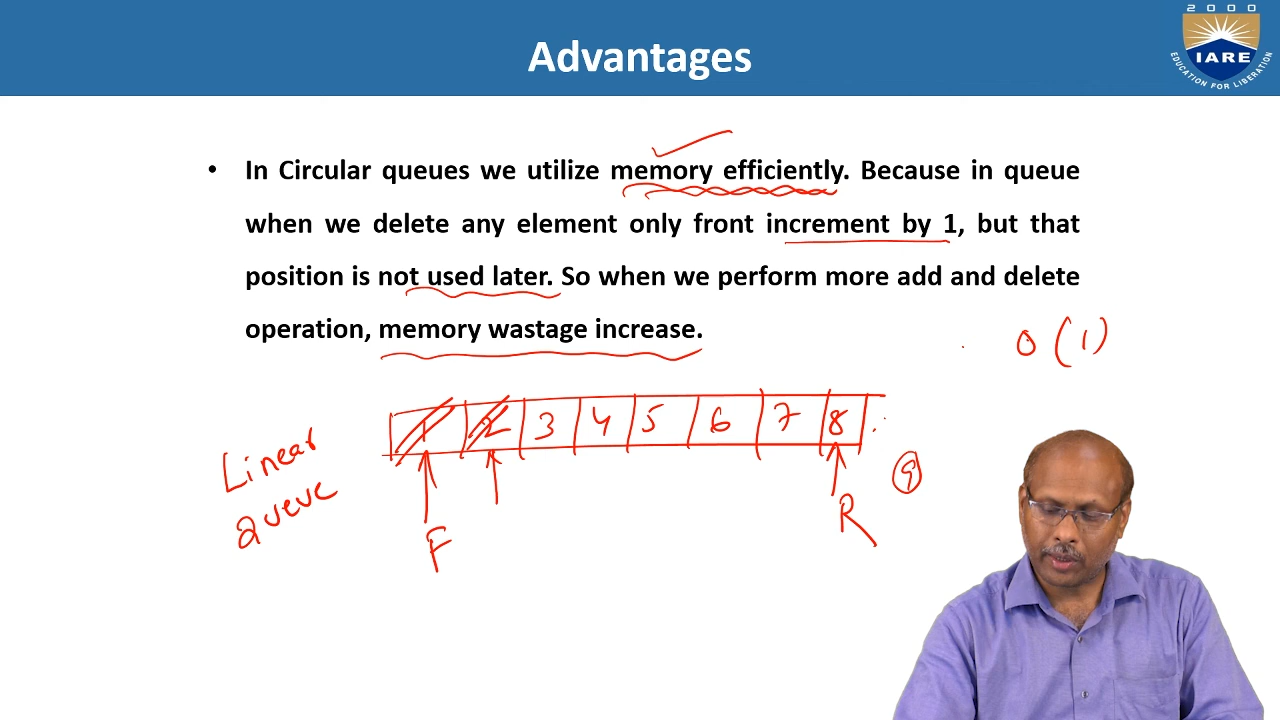 2000
IARE
EDUCATION FOR LIBERATION
Advantages
• In Circular queues we utilize memory efficiently. Because in queue
when we delete any element only front increment by 1, but that
position is not used later. So when we perform more add and delete
operation, memory wastage increase.
O(1)
Linear
Queue
1 2 3 4 5 6 7 8
9
F
R